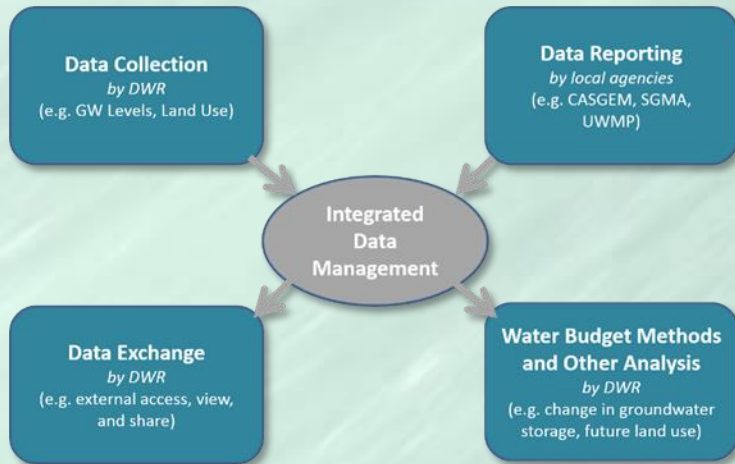 Data Collection
by DWR
(e.g. GW Levels, Land Use)
Data Reporting
by local agencies
(e.g. CASGEM, SGMA,
UWMP
Integrated
Data
Management
Data Exchange
by DWR
(e.g. external access, view,
and share)
Water Budget Methods
and Other Analysis
by DWR
(e.g. change in groundwater
storage, future land use)